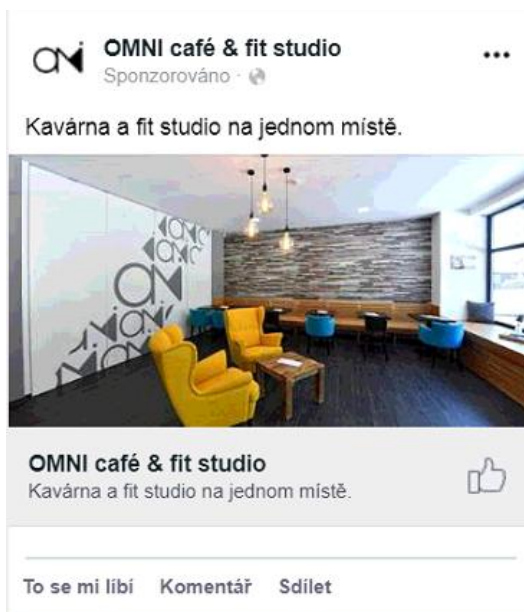 OMNI café & fit studio
Sponzorováno
Kavárna a fit studio na jednom místě.
OMNI café & fit studio
Kavárna a fit studio na jednom místě.
To se mi líbí Komentář Sdílet